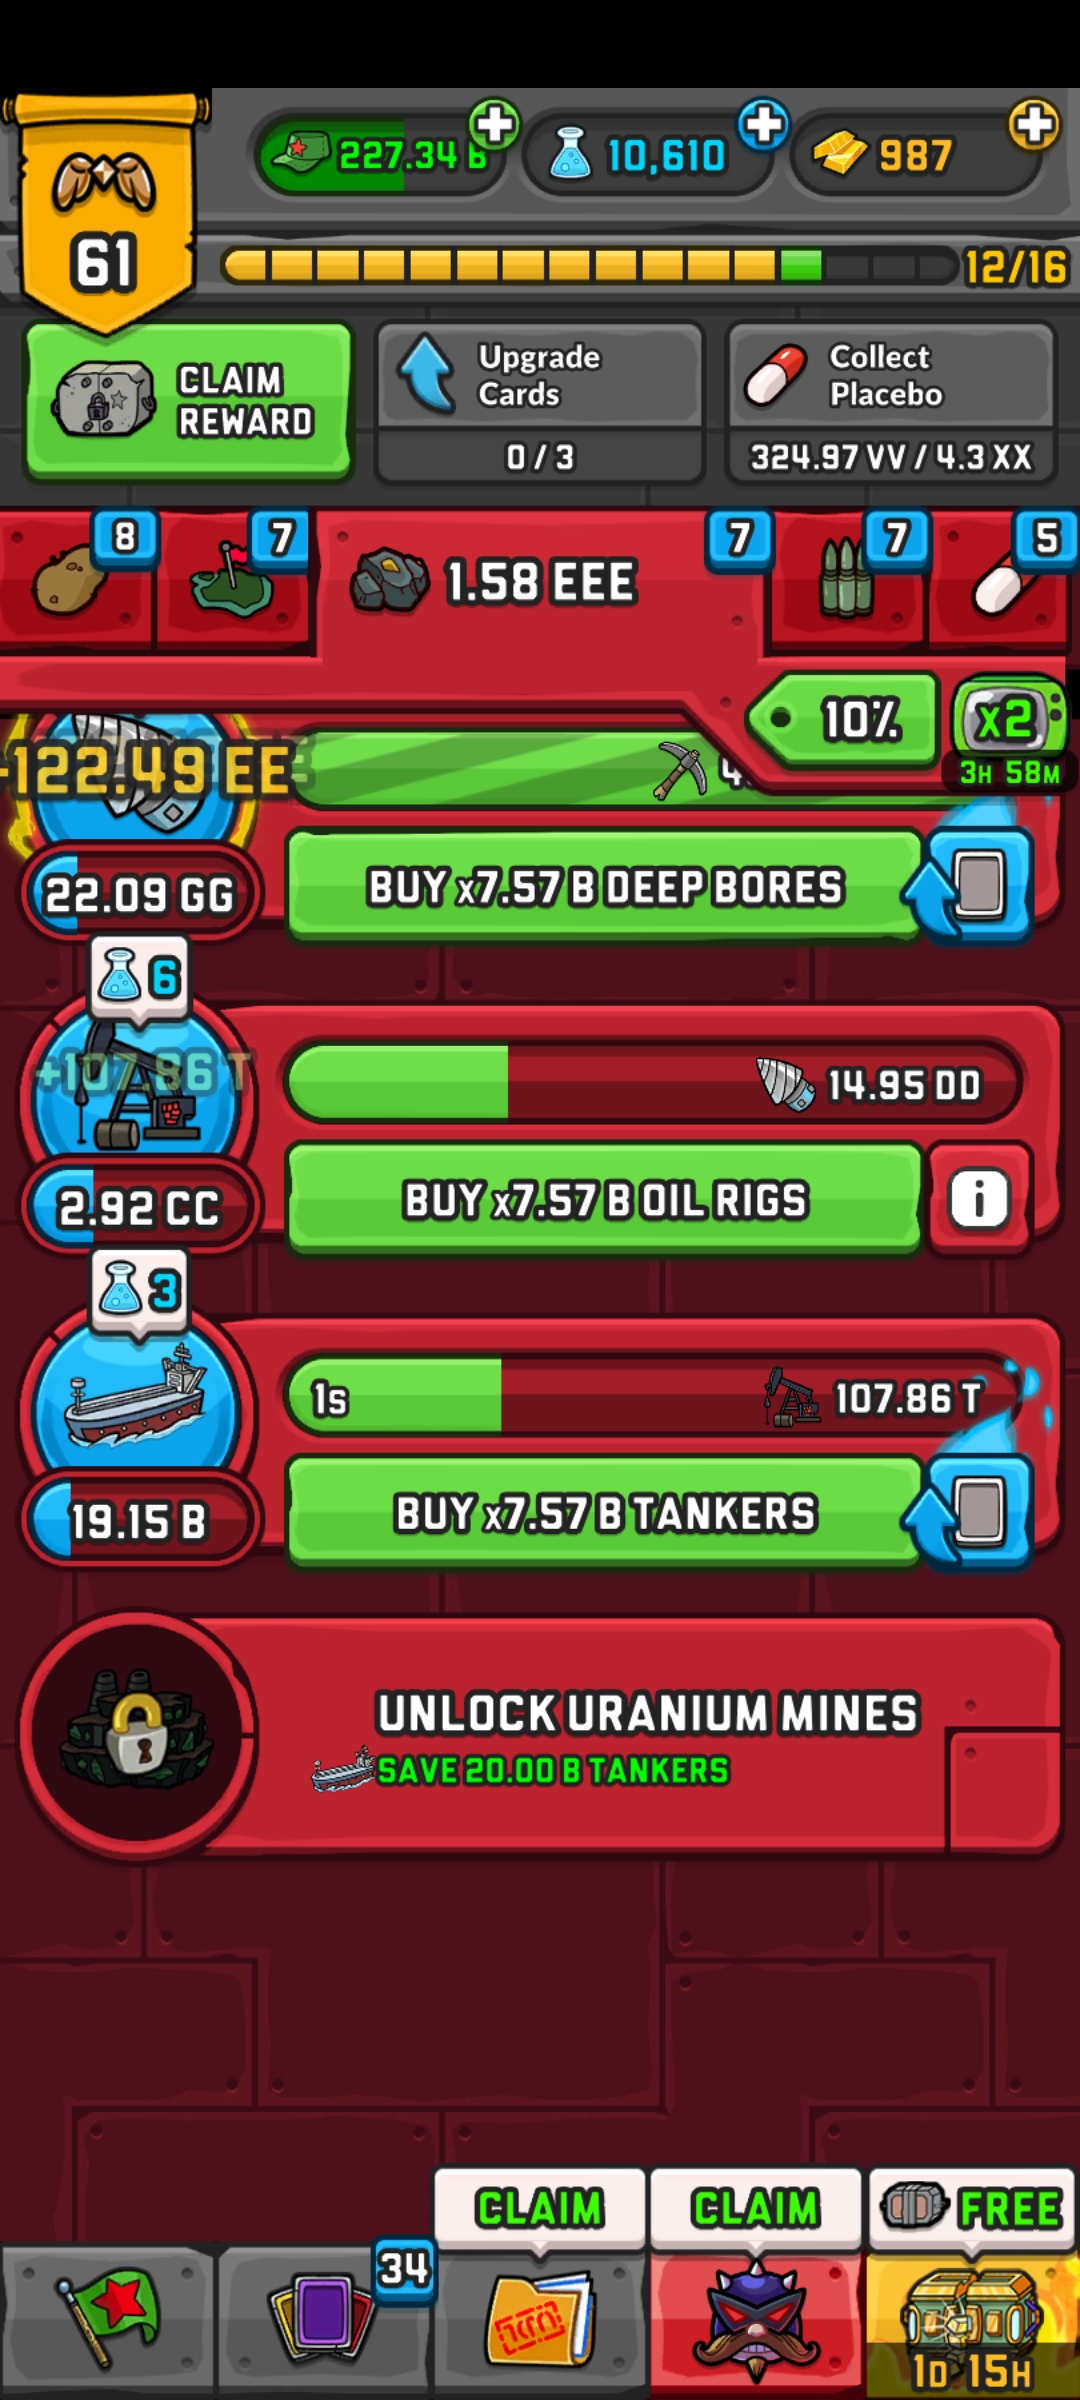 227.34 B
10,610
987
61
12/16
CLAIM
REWARD
Upgrade
Cards
0 / 3
Collect
Placebo
324.97 VV / 4.3 XX
8
7
1.58 EEE
7
7
5
10%
x2
3H 58M
-122.49 EE
22.09 GG
BUY x7.57 B DEEP BORES
6
+107.86 T
14.95 DD
2.92 CC
BUY x7.57 B OIL RIGS
3
1s
107.86 T
19.15 B
BUY x7.57 B TANKERS
UNLOCK URANIUM MINES
SAVE 20.00 B TANKERS
CLAIM
CLAIM
FREE
34
1D 15H